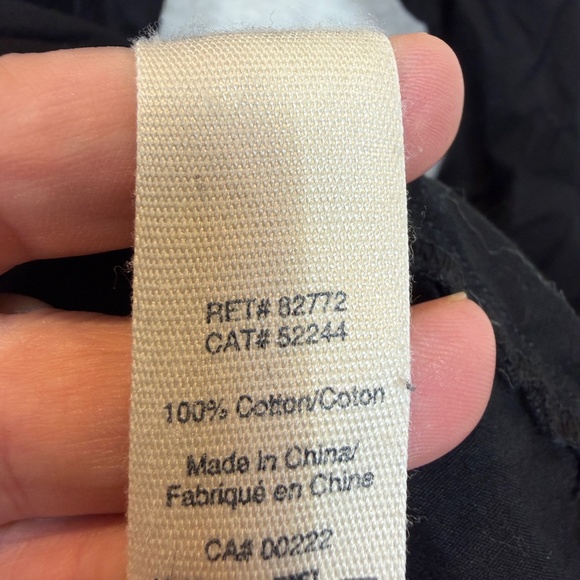 RET# 82772
CAT# 52244
100% Cotton/Coton
Made in China/
Fabriqué en Chine
CA# 00222